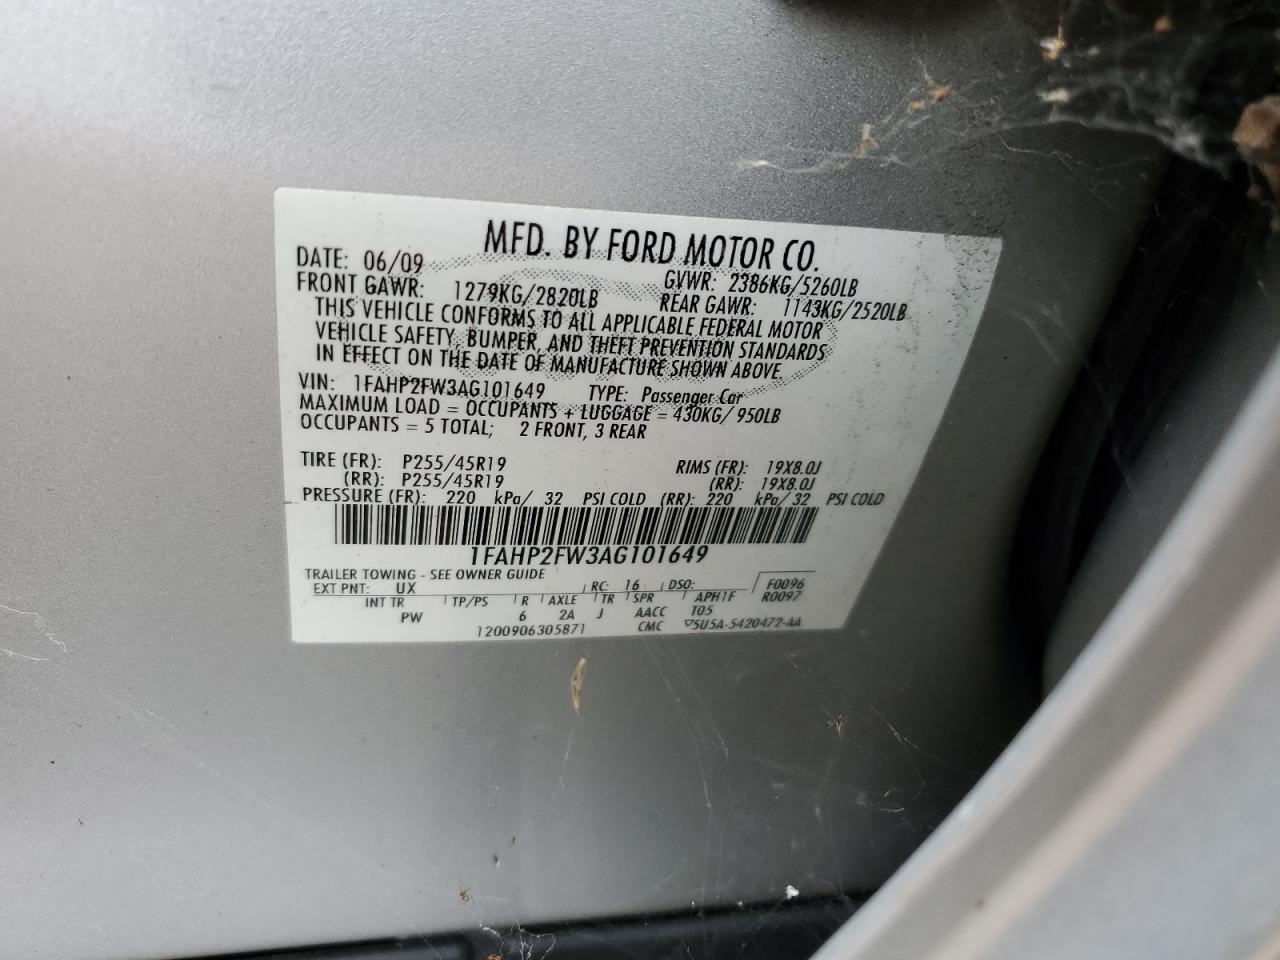 MFD. BY FORD MOTOR CO.
DATE: 06/09 GVWR: 2386KG/5260LB
FRONT GAWR: 1279KG/2820LB REAR GAWR: 1143KG/2520LB
THIS VEHICLE CONFORMS TO ALL APPLICABLE FEDERAL MOTOR
VEHICLE SAFETY, BUMPER, AND THEFT PREVENTION STANDARDS
IN EFFECT ON THE DATE OF MANUFACTURE SHOWN ABOVE.
VIN: 1FAHP2FW3AG101649 TYPE: Passenger Car
MAXIMUM LOAD = OCCUPANTS + LUGGAGE = 430KG/ 950LB
OCCUPANTS = 5 TOTAL; 2 FRONT, 3 REAR
TIRE (FR): P255/45R19 RIMS (FR): 19X8.0J
(RR): P255/45R19 (RR): 19X8.0J
PRESSURE (FR): 220 kPa/ 32 PSI COLD (RR): 220 kPa/ 32 PSI COLD
1FAHP2FW3AG101649
TRAILER TOWING - SEE OWNER GUIDE
EXT PNT: UX RC: 16 DSO: F0096
INT TR TP/PS R AXLE TR SPR APH1F R0097
PW 6 2A J AACC T05
1200906305871 CMC 5U5A-5420472-AA